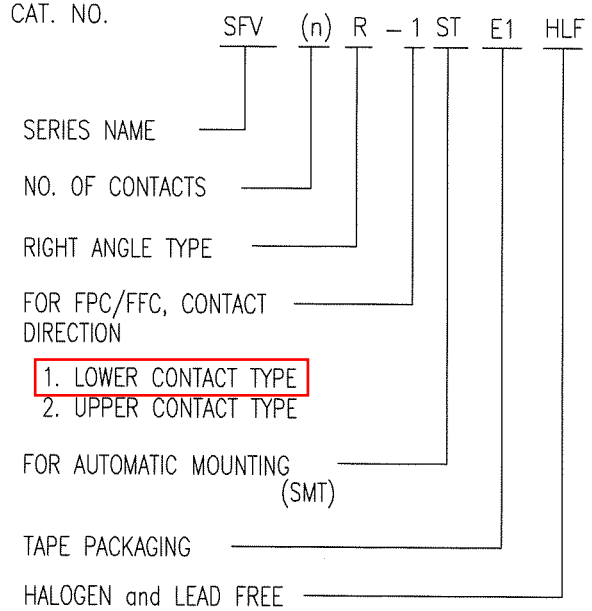 CAT. NO.
SFV (n) R - 1 ST E1 HLF
SERIES NAME
NO. OF CONTACTS
RIGHT ANGLE TYPE
FOR FPC/FFC, CONTACT
DIRECTION
1. LOWER CONTACT TYPE
2. UPPER CONTACT TYPE
FOR AUTOMATIC MOUNTING
(SMT)
TAPE PACKAGING
HALOGEN and LEAD FREE